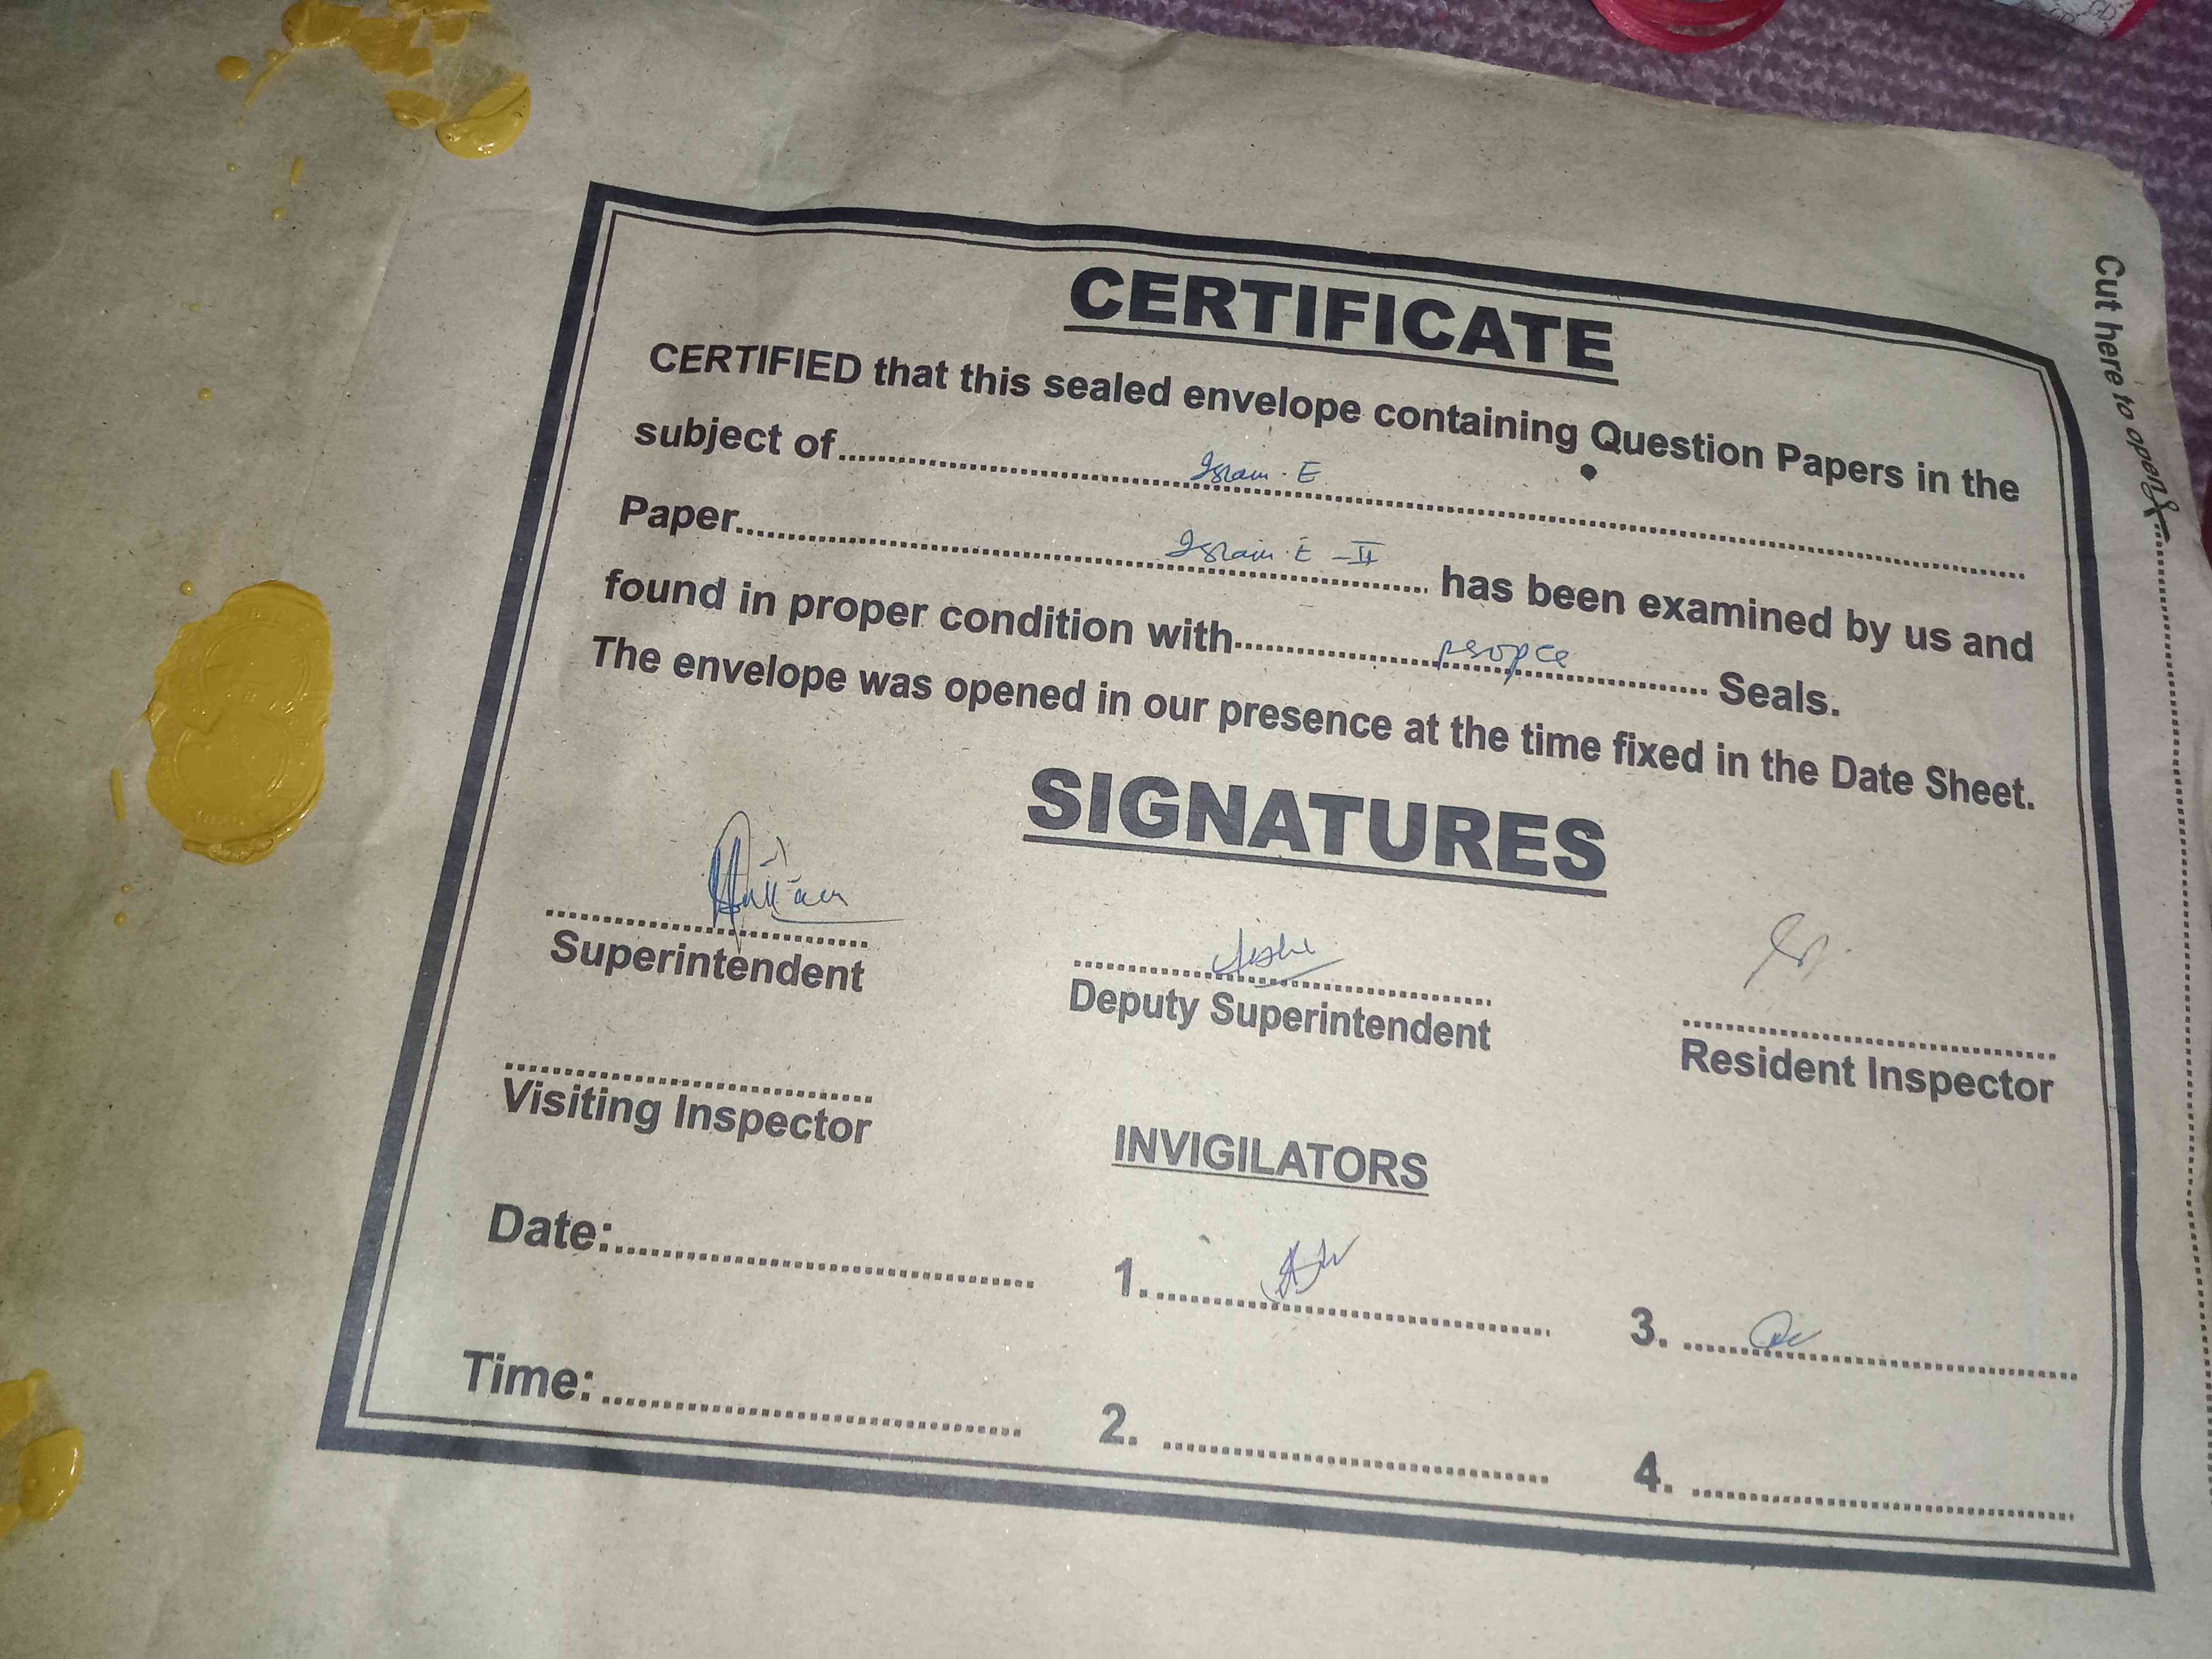 CERTIFICATE
CERTIFIED that this sealed envelope containing Question Papers in the
subject of Islam. E
Paper Islam. E - II has been examined by us and
found in proper condition with Seals.
The envelope was opened in our presence at the time fixed in the Date Sheet.
SIGNATURES
Superintendent
Deputy Superintendent
Resident Inspector
Visiting Inspector
INVIGILATORS
Date:
1.
3.
Time:
2.
4.
Cut here to open